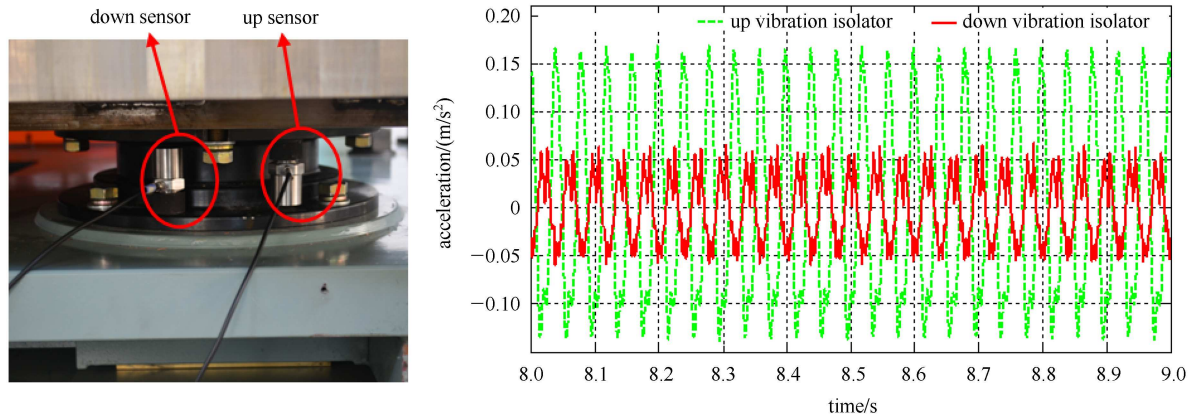 down sensor up sensor
up vibration isolator down vibration isolator
acceleration/(m/s²)
0.20
0.15
0.10
0.05
0
−0.05
−0.10
8.0 8.1 8.2 8.3 8.4 8.5 8.6 8.7 8.8 8.9 9.0
time/s